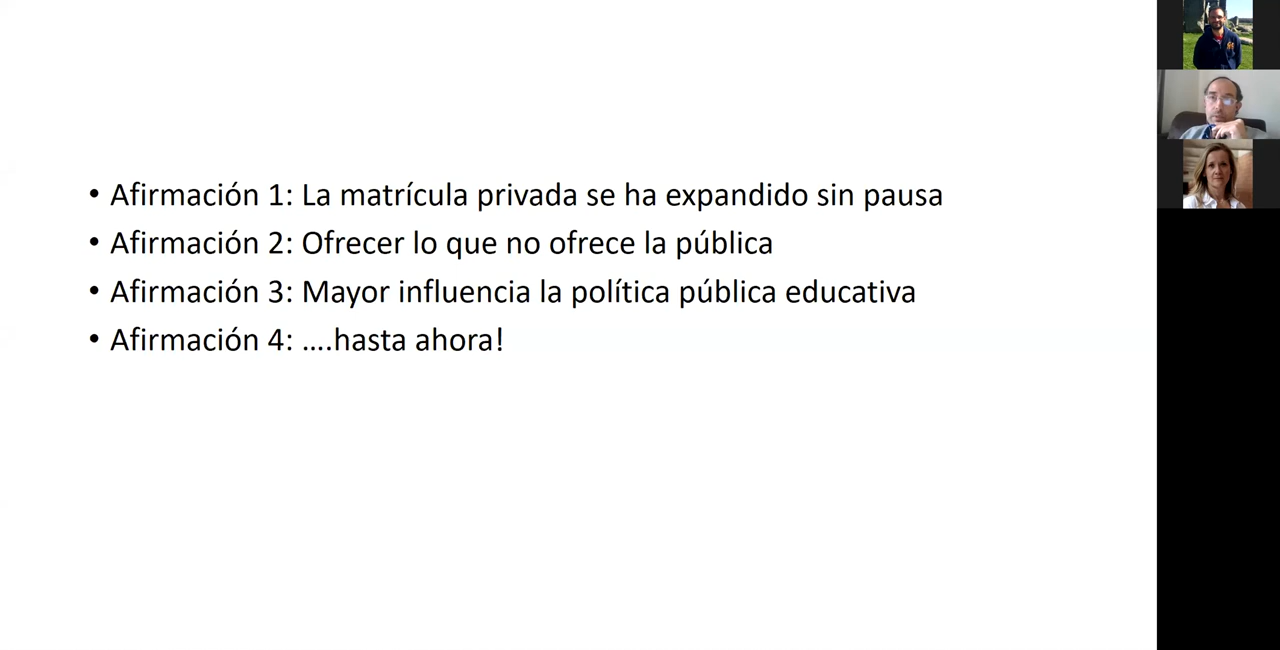 • Afirmación 1: La matrícula privada se ha expandido sin pausa
• Afirmación 2: Ofrecer lo que no ofrece la pública
• Afirmación 3: Mayor influencia la política pública educativa
• Afirmación 4: ….hasta ahora!